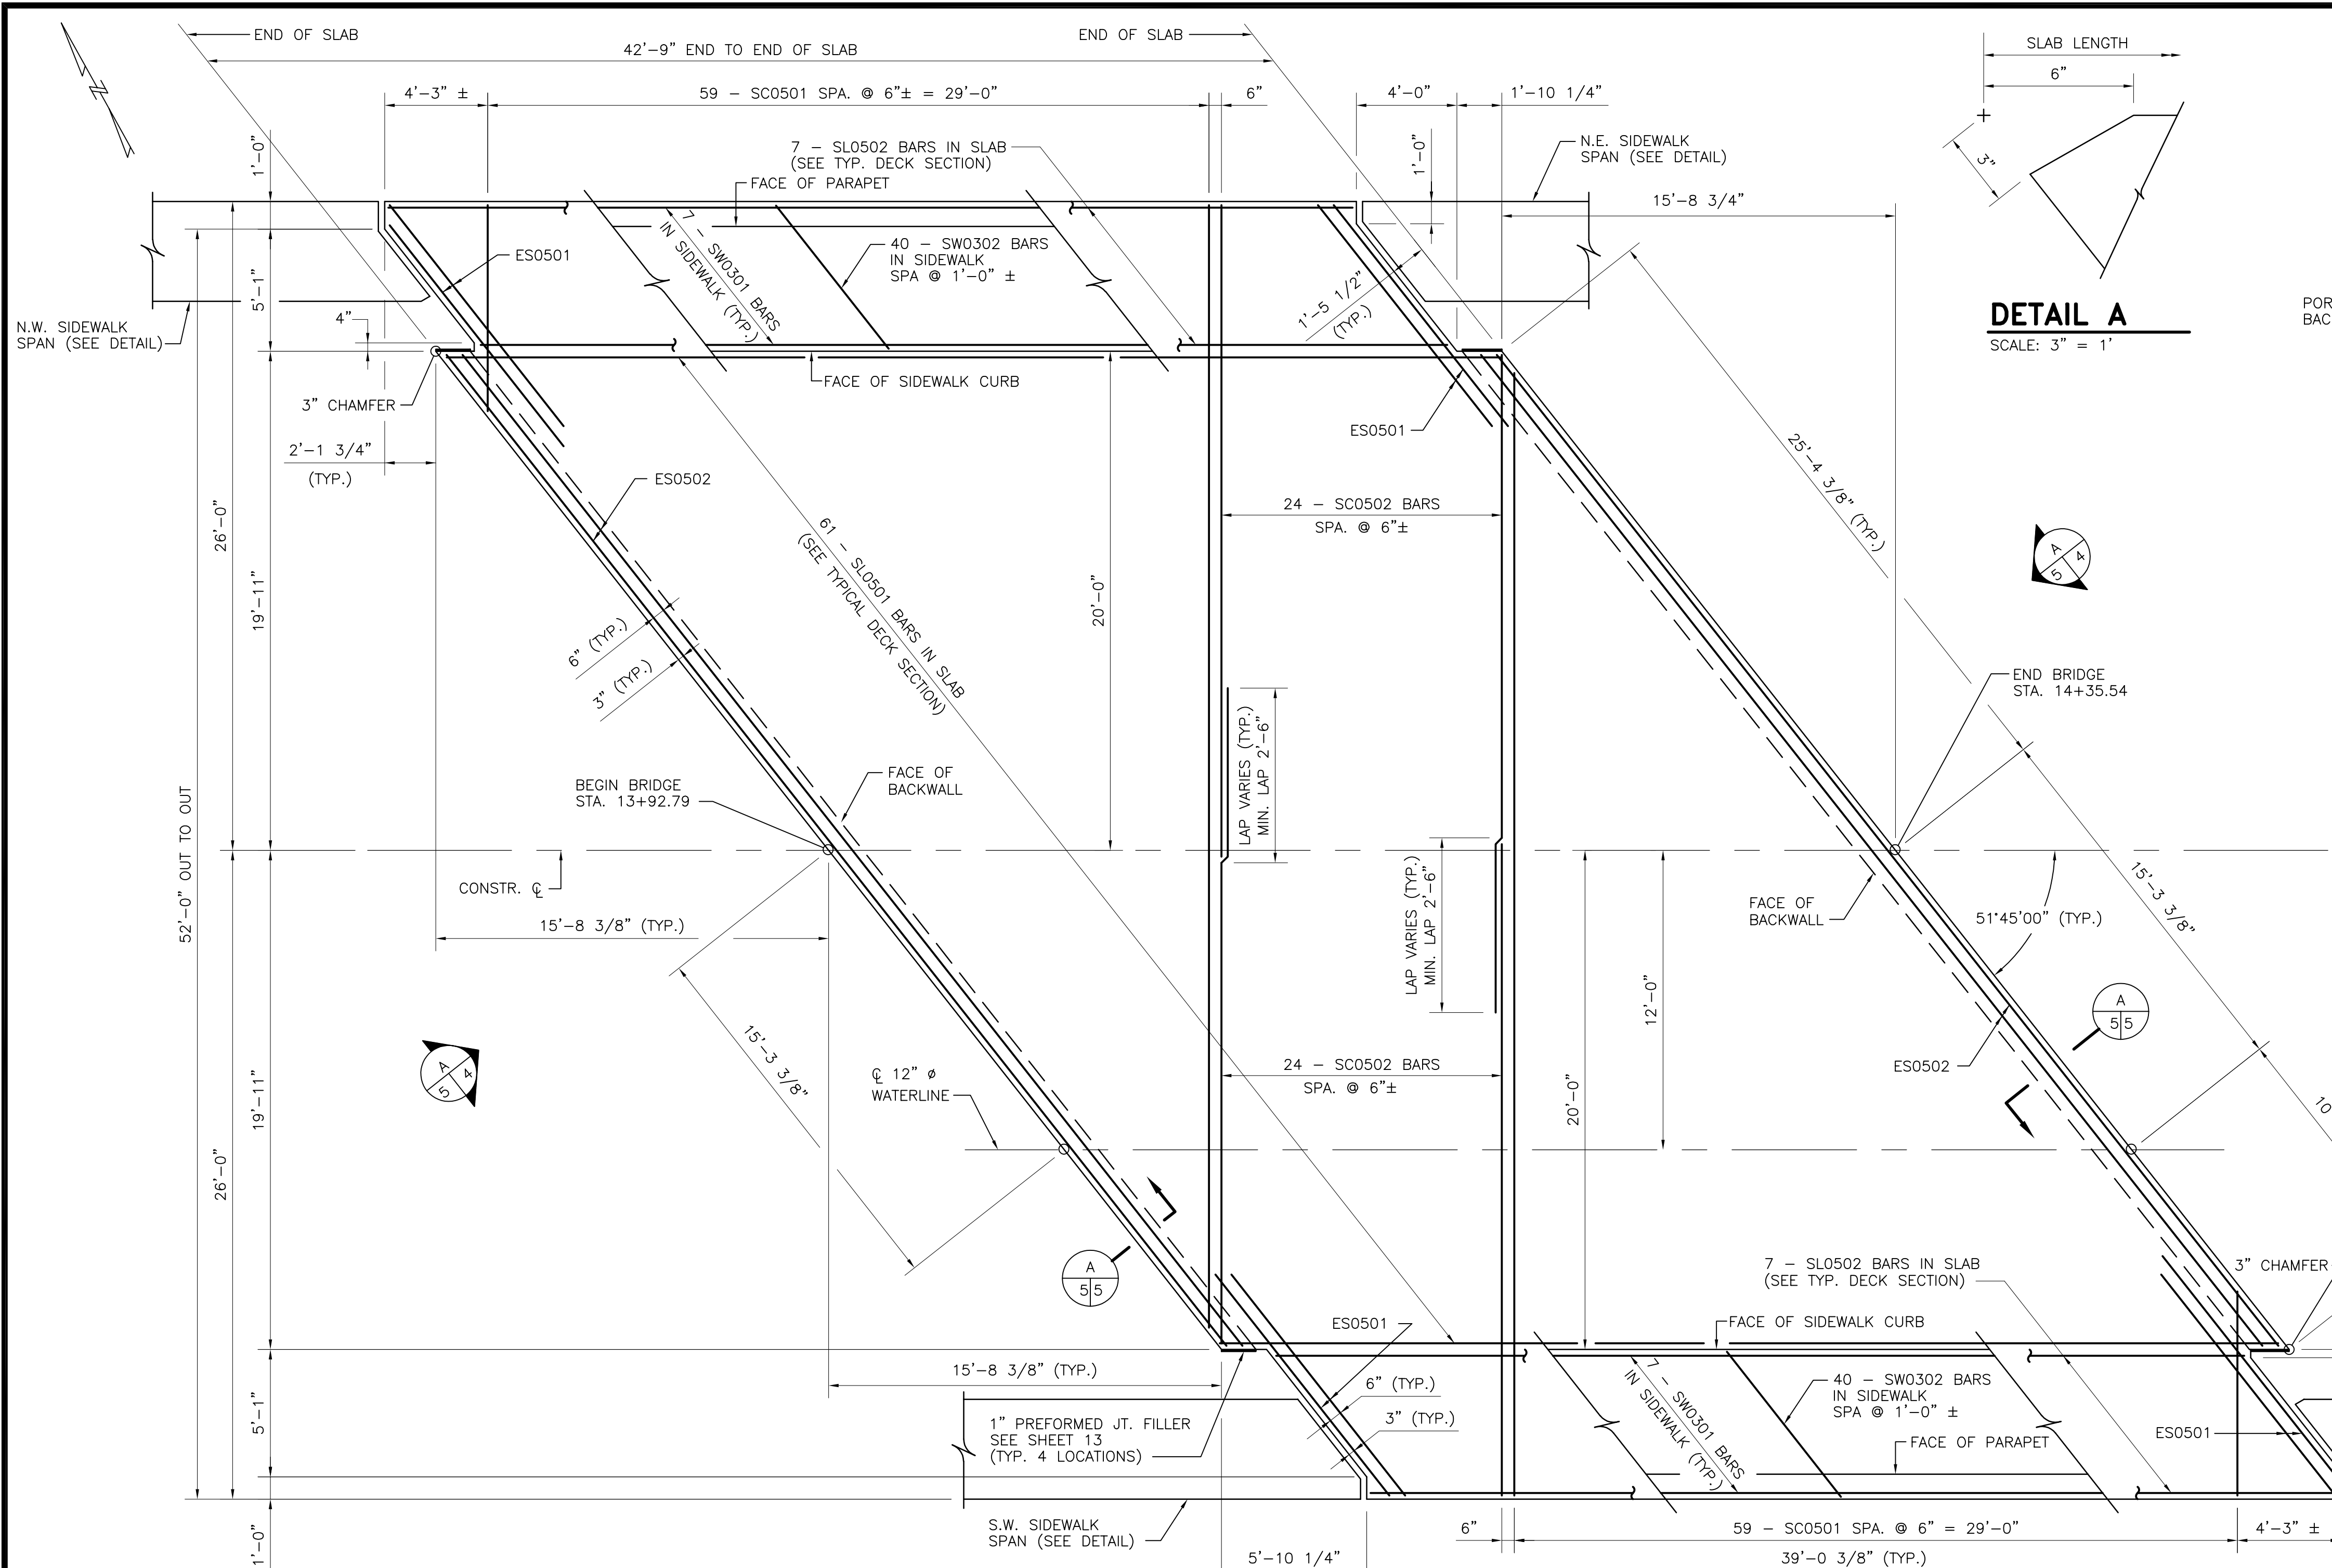 END OF SLAB
END OF SLAB
42'-9" END TO END OF SLAB
N
4'-3" ±
59 - SC0501 SPA. @ 6"± = 29'-0"
6"
4'-0"
1'-10 1/4"
SLAB LENGTH
6"
3"
DETAIL A
SCALE: 3" = 1'
1'-0"
7 - SL0502 BARS IN SLAB
(SEE TYP. DECK SECTION)
FACE OF PARAPET
1'-0"
N.E. SIDEWALK
SPAN (SEE DETAIL)
15'-8 3/4"
7 - SW0301 BARS
IN SIDEWALK (TYP.)
40 - SW0302 BARS
IN SIDEWALK
SPA @ 1'-0" ±
ES0501
5'-1"
4"
1'-5 1/2"
(TYP.)
POR
BAC
N.W. SIDEWALK
SPAN (SEE DETAIL)
FACE OF SIDEWALK CURB
3" CHAMFER
ES0501
2'-1 3/4"
(TYP.)
ES0502
25'-4 3/8" (TYP.)
24 - SC0502 BARS
SPA. @ 6"±
61 - SL0501 BARS IN SLAB
(SEE TYPICAL DECK SECTION)
26'-0"
19'-11"
20'-0"
A
4
5
6" (TYP.)
3" (TYP.)
END BRIDGE
STA. 14+35.54
LAP VARIES (TYP.)
MIN. LAP 2'-6"
FACE OF
BACKWALL
BEGIN BRIDGE
STA. 13+92.79
52'-0" OUT TO OUT
CONSTR. ℄
15'-8 3/8" (TYP.)
LAP VARIES (TYP.)
MIN. LAP 2'-6"
FACE OF
BACKWALL
51°45'00" (TYP.)
15'-3 3/8"
12'-0"
A
5 5
15'-3 3/8"
A
4
5
℄ 12" ø
WATERLINE
24 - SC0502 BARS
SPA. @ 6"±
ES0502
20'-0"
10
19'-11"
26'-0"
A
5 5
7 - SL0502 BARS IN SLAB
(SEE TYP. DECK SECTION)
3" CHAMFER
ES0501
FACE OF SIDEWALK CURB
15'-8 3/8" (TYP.)
6" (TYP.)
3" (TYP.)
7 - SW0301 BARS
IN SIDEWALK (TYP.)
40 - SW0302 BARS
IN SIDEWALK
SPA @ 1'-0" ±
5'-1"
1" PREFORMED JT. FILLER
SEE SHEET 13
(TYP. 4 LOCATIONS)
FACE OF PARAPET
ES0501
S.W. SIDEWALK
SPAN (SEE DETAIL)
1'-0"
6"
59 - SC0501 SPA. @ 6" = 29'-0"
4'-3" ±
5'-10 1/4"
39'-0 3/8" (TYP.)